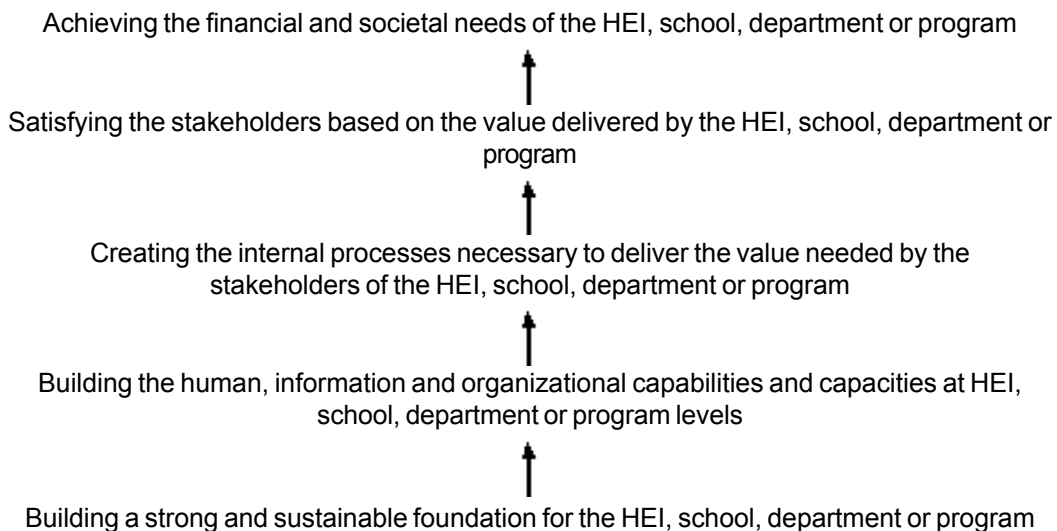 Achieving the financial and societal needs of the HEI, school, department or program
Satisfying the stakeholders based on the value delivered by the HEI, school, department or
program
Creating the internal processes necessary to deliver the value needed by the
stakeholders of the HEI, school, department or program
Building the human, information and organizational capabilities and capacities at HEI,
school, department or program levels
Building a strong and sustainable foundation for the HEI, school, department or program